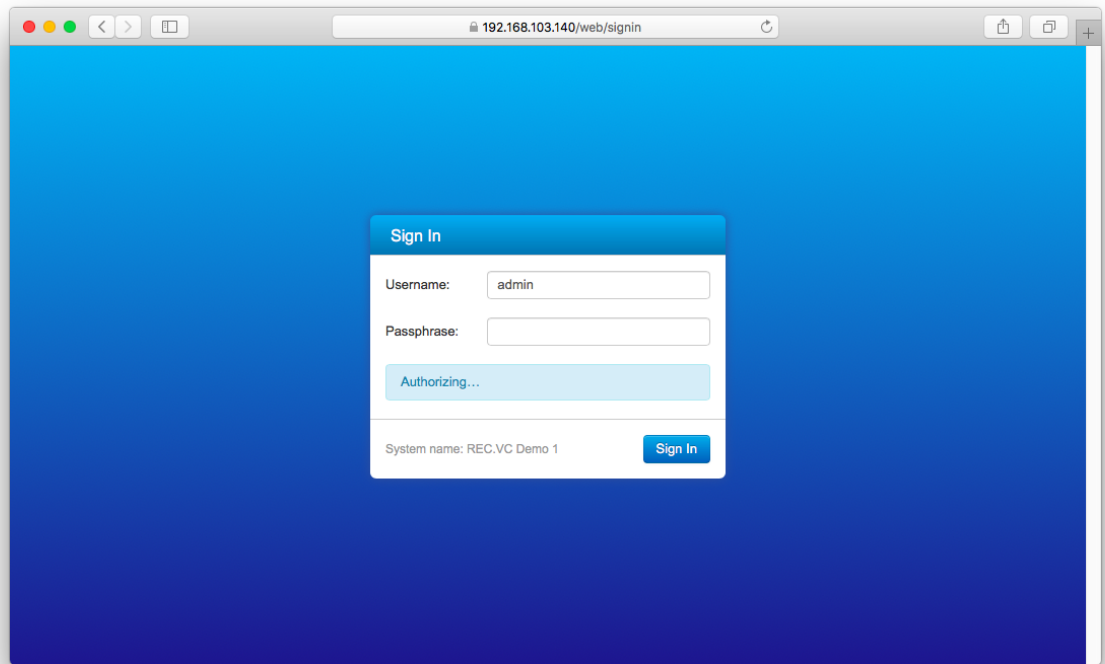 192.168.103.140/web/signin
Sign In
Username: admin
Passphrase:
Authorizing...
System name: REC.VC Demo 1
Sign In